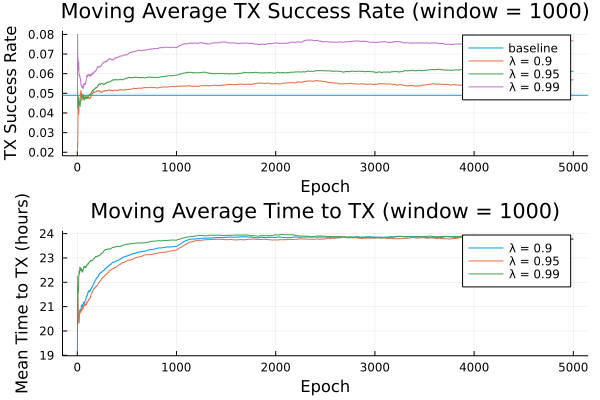 Moving Average TX Success Rate (window = 1000)
TX Success Rate
0.08
0.07
0.06
0.05
0.04
0.03
0.02
baseline
λ = 0.9
λ = 0.95
λ = 0.99
0 1000 2000 3000 4000 5000
Epoch
Moving Average Time to TX (window = 1000)
Mean Time to TX (hours)
24
23
22
21
20
19
λ = 0.9
λ = 0.95
λ = 0.99
0 1000 2000 3000 4000 5000
Epoch